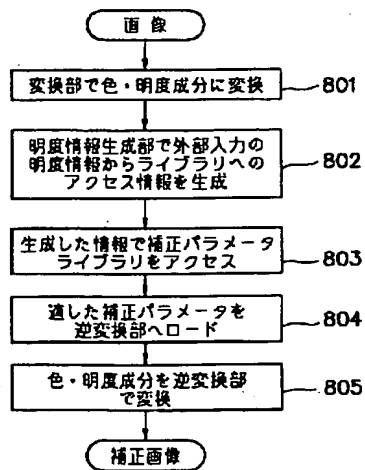 画像
変換部で色・明度成分に変換
801
明度情報生成部で外部入力の
明度情報からライブラリへの
アクセス情報を生成
802
生成した情報で補正パラメータ
ライブラリをアクセス
803
適した補正パラメータを
逆変換部へロード
804
色・明度成分を逆変換部
で変換
805
補正画像